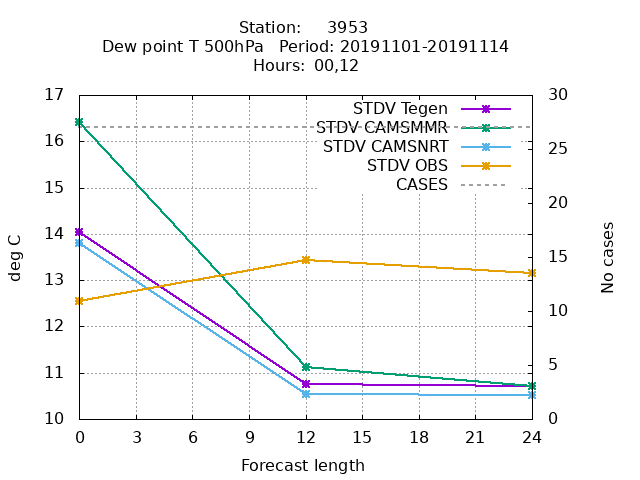 Station: 3953
Dew point T 500hPa Period: 20191101-20191114
Hours: 00,12
17
16
15
14
13
12
11
10
30
25
20
15
10
5
0
STDV Tegen
STDV CAMSMMR
STDV CAMSNRT
STDV OBS
CASES
deg C
No cases
0 3 6 9 12 15 18 21 24
Forecast length